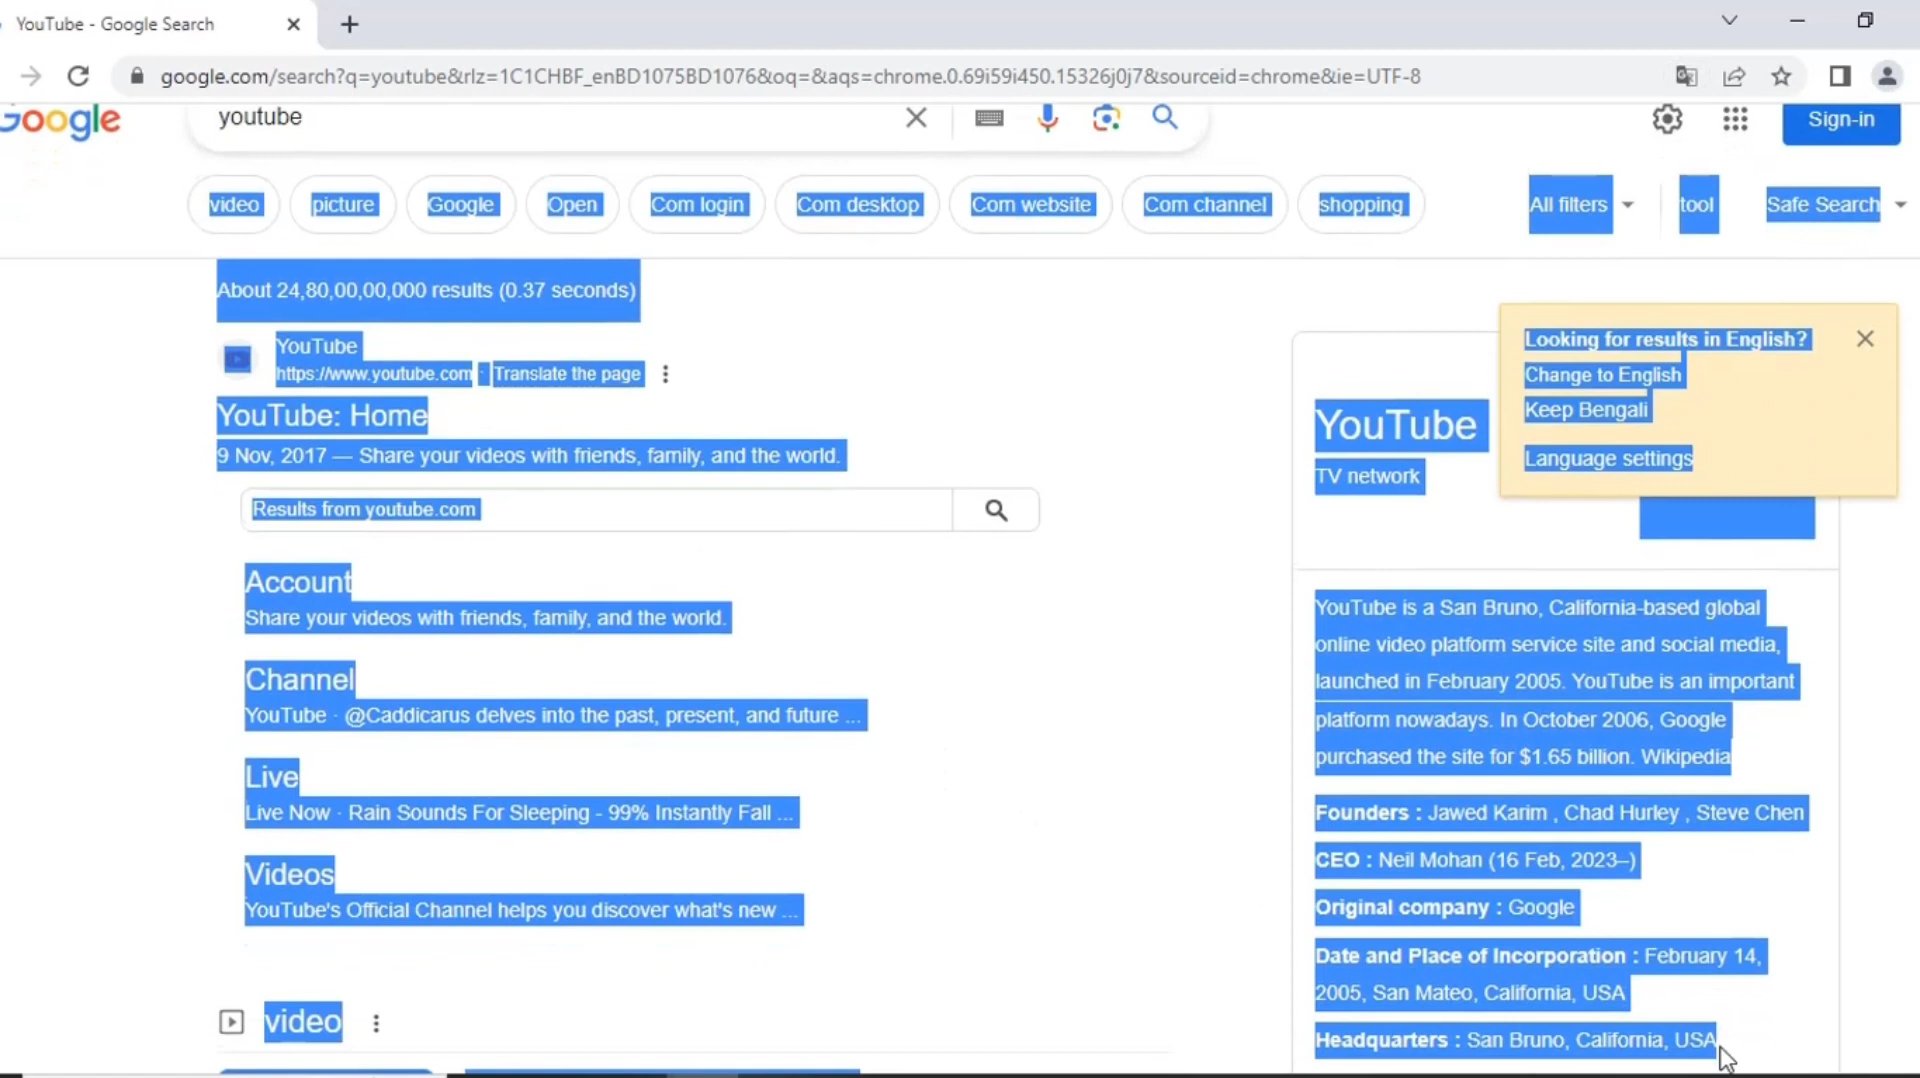 YouTube - Google Search
google.com/search?q=youtube&rlz=1C1CHBF_enBD1075BD1076&oq=&aqs=chrome.0.69i59i450.15326j0j7&sourceid=chrome&ie=UTF-8
Google
youtube
Sign-in
video picture Google Open Com login Com desktop Com website Com channel shopping All filters tool Safe Search
About 24,80,00,00,000 results (0.37 seconds)
YouTube
https://www.youtube.com · Translate the page
YouTube: Home
9 Nov, 2017 — Share your videos with friends, family, and the world.
Results from youtube.com
Account
Share your videos with friends, family, and the world.
Channel
YouTube · @Caddicarus delves into the past, present, and future ...
Live
Live Now · Rain Sounds For Sleeping - 99% Instantly Fall ...
Videos
YouTube's Official Channel helps you discover what's new ...
video
Looking for results in English?
Change to English
Keep Bengali
Language settings
YouTube
TV network
YouTube is a San Bruno, California-based global
online video platform service site and social media,
launched in February 2005. YouTube is an important
platform nowadays. In October 2006, Google
purchased the site for $1.65 billion. Wikipedia
Founders : Jawed Karim , Chad Hurley , Steve Chen
CEO : Neil Mohan (16 Feb, 2023–)
Original company : Google
Date and Place of Incorporation : February 14,
2005, San Mateo, California, USA
Headquarters : San Bruno, California, USA